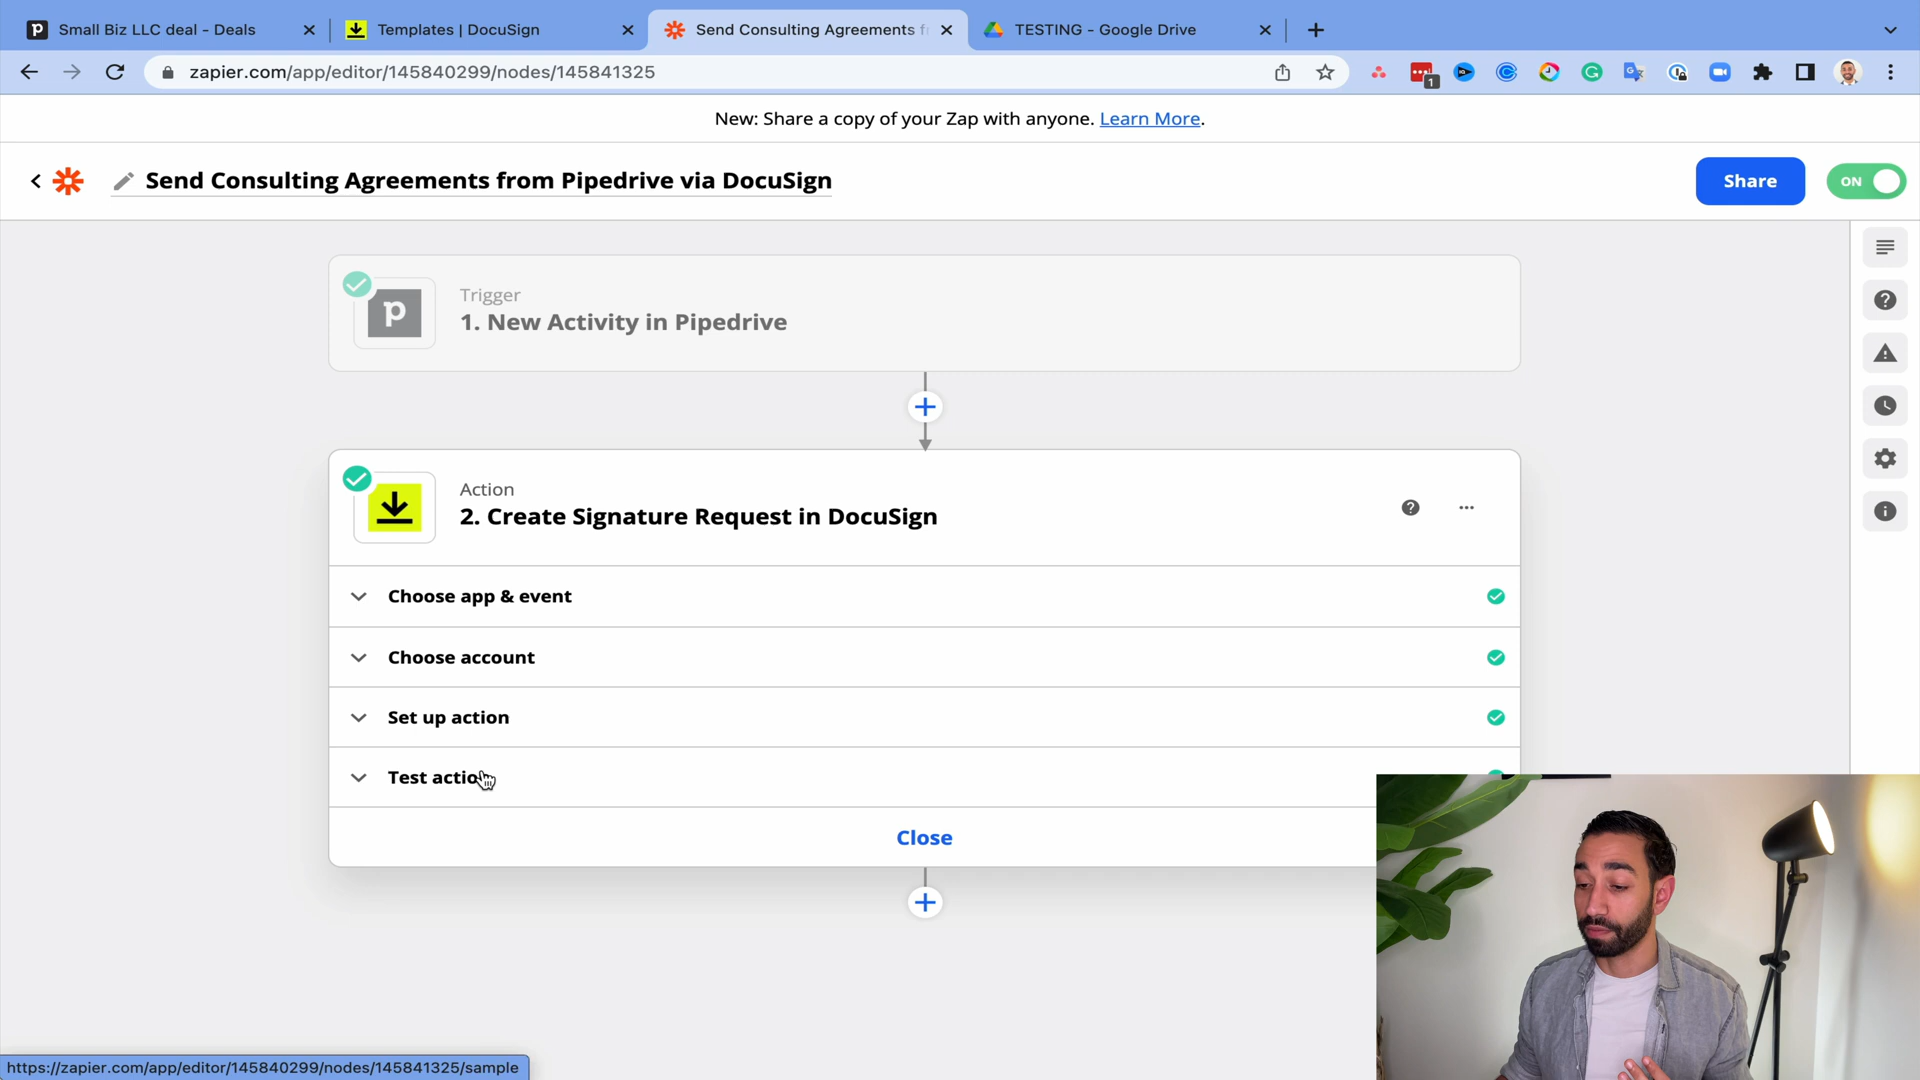 Small Biz LLC deal - Deals
Templates | DocuSign
Send Consulting Agreements f
TESTING - Google Drive
zapier.com/app/editor/145840299/nodes/145841325
1
New: Share a copy of your Zap with anyone. Learn More.
Send Consulting Agreements from Pipedrive via DocuSign
Share
ON
Trigger
1. New Activity in Pipedrive
Action
2. Create Signature Request in DocuSign
Choose app & event
Choose account
Set up action
Test action
Close
https://zapier.com/app/editor/145840299/nodes/145841325/sample